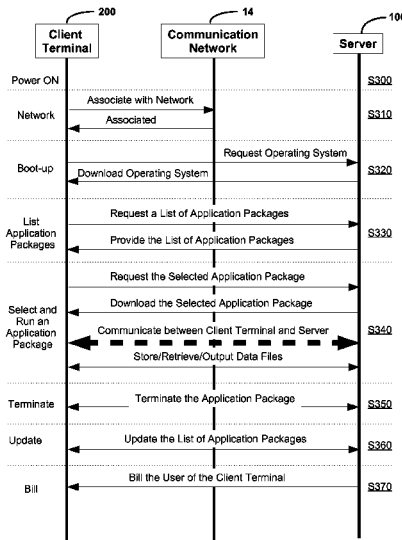 200
14
100
Client
Terminal
Communication
Network
Server
Power ON
S300
Network
Associate with Network
Associated
S310
Boot-up
Request Operating System
Download Operating System
S320
List
Application
Packages
Request a List of Application Packages
Provide the List of Application Packages
S330
Select and
Run an
Application
Package
Request the Selected Application Package
Download the Selected Application Package
Communicate between Client Terminal and Server
Store/Retrieve/Output Data Files
S340
Terminate
Terminate the Application Package
S350
Update
Update the List of Application Packages
S360
Bill
Bill the User of the Client Terminal
S370